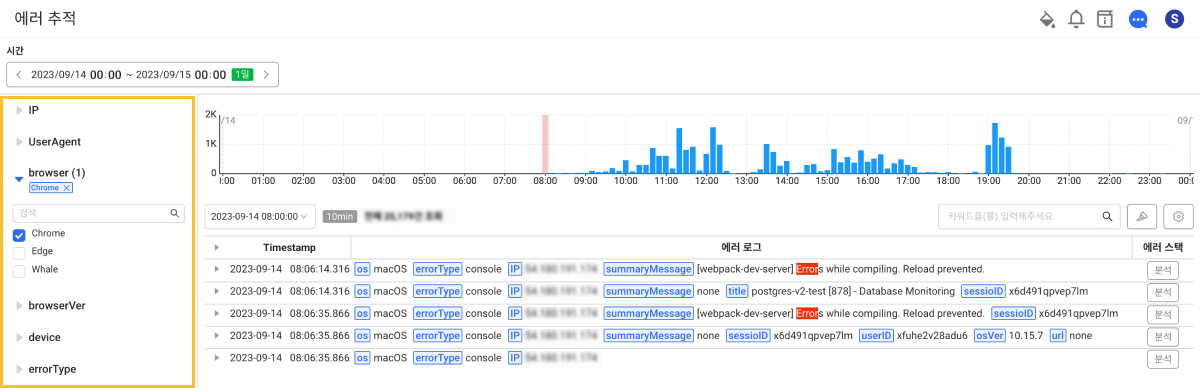 에러 추적
S
시간
2023/09/14 00:00 ~ 2023/09/15 00:00 1일
IP
UserAgent
browser (1)
Chrome
검색
Chrome
Edge
Whale
browserVer
device
errorType
2K
1K
0
/14
09/
:00 01:00 02:00 03:00 04:00 05:00 06:00 07:00 08:00 09:00 10:00 11:00 12:00 13:00 14:00 15:00 16:00 17:00 18:00 19:00 20:00 21:00 22:00 23:00 00:0
2023-09-14 08:00:00 10min
키워드을(를) 입력해주세요
Timestamp 에러 로그 에러 스택
2023-09-14 08:06:14.316 os macOS errorType console IP summaryMessage [webpack-dev-server] Errors while compiling. Reload prevented. 분석
2023-09-14 08:06:14.316 os macOS errorType console IP summaryMessage none title postgres-v2-test [878] - Database Monitoring sessioID x6d491qpvep7lm 분석
2023-09-14 08:06:35.866 os macOS errorType console IP summaryMessage [webpack-dev-server] Errors while compiling. Reload prevented. sessioID x6d491qpvep7lm 분석
2023-09-14 08:06:35.866 os macOS errorType console IP summaryMessage none sessioID x6d491qpvep7lm userID xfuhe2v28adu6 osVer 10.15.7 url none 분석
2023-09-14 08:06:35.866 os macOS errorType console IP 분석